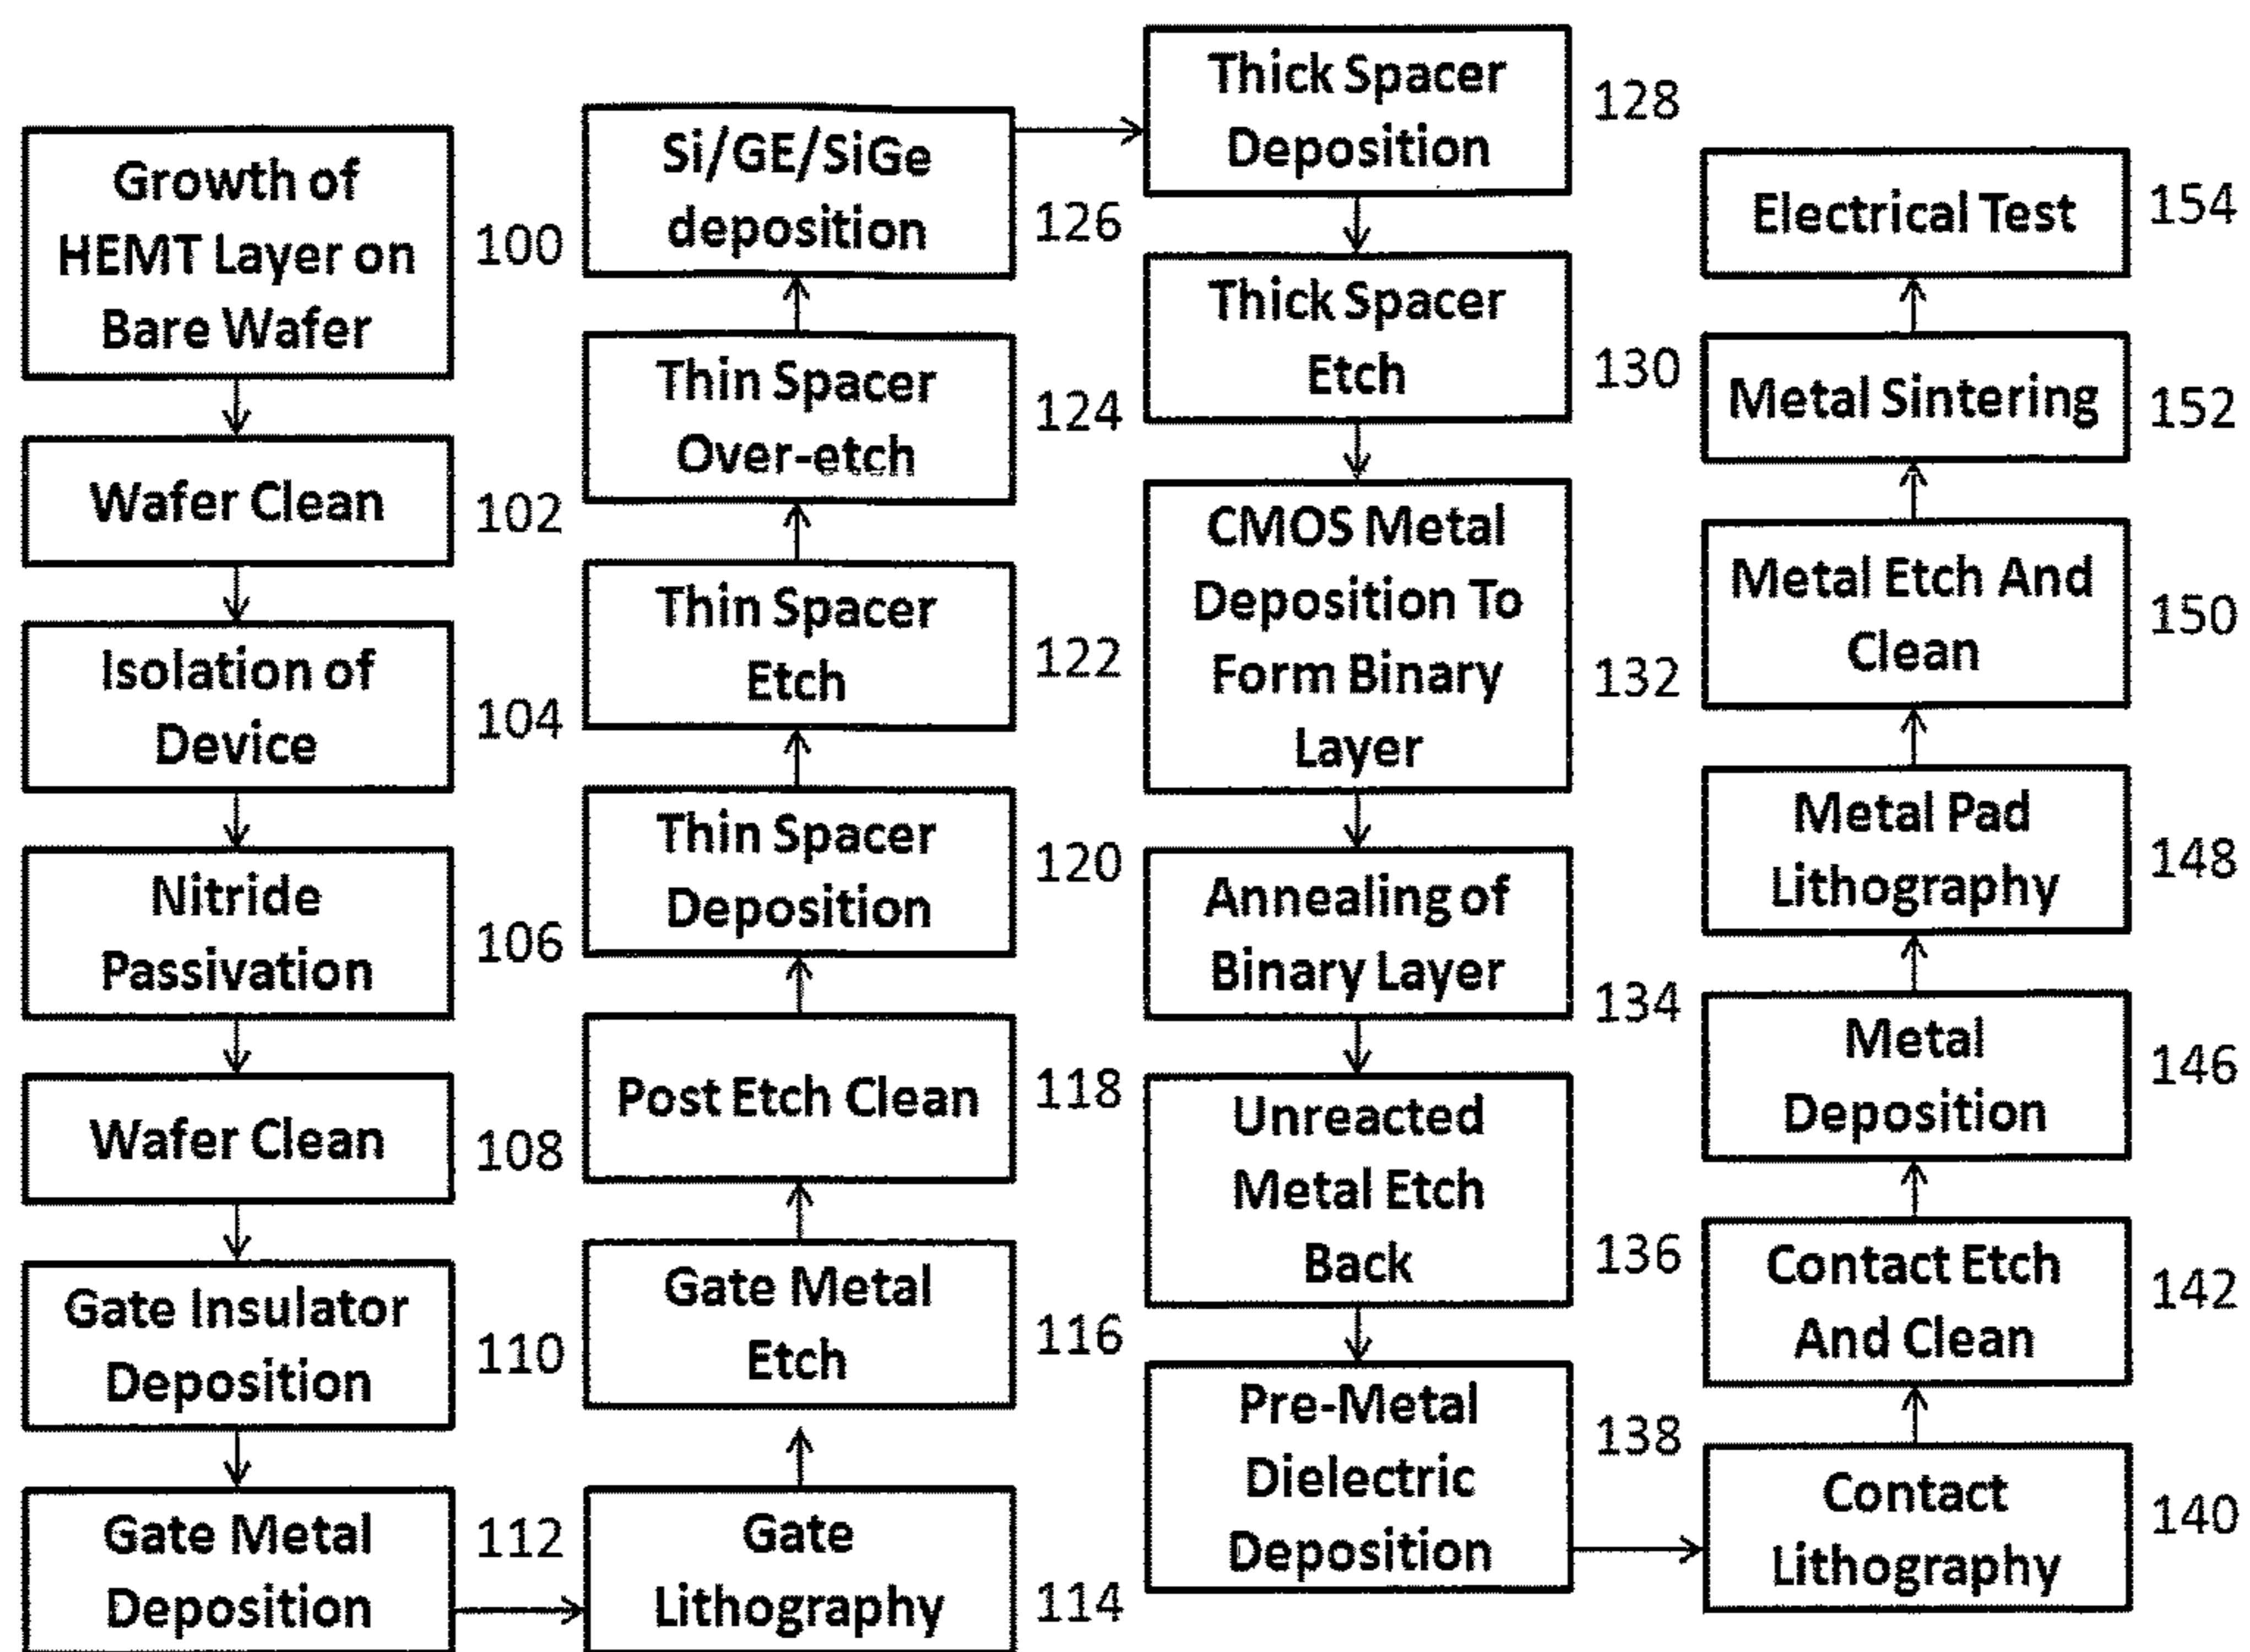 Growth of
HEMT Layer on
Bare Wafer
100
Wafer Clean
102
Isolation of
Device
104
Nitride
Passivation
106
Wafer Clean
108
Gate Insulator
Deposition
110
Gate Metal
Deposition
112
Gate
Lithography
114
Gate Metal
Etch
116
Post Etch Clean
118
Thin Spacer
Deposition
120
Thin Spacer
Etch
122
Thin Spacer
Over-etch
124
Si/GE/SiGe
deposition
126
Thick Spacer
Deposition
128
Thick Spacer
Etch
130
CMOS Metal
Deposition To
Form Binary
Layer
132
Annealing of
Binary Layer
134
Unreacted
Metal Etch
Back
136
Pre-Metal
Dielectric
Deposition
138
Contact
Lithography
140
Contact Etch
And Clean
142
Metal
Deposition
146
Metal Pad
Lithography
148
Metal Etch And
Clean
150
Metal Sintering
152
Electrical Test
154